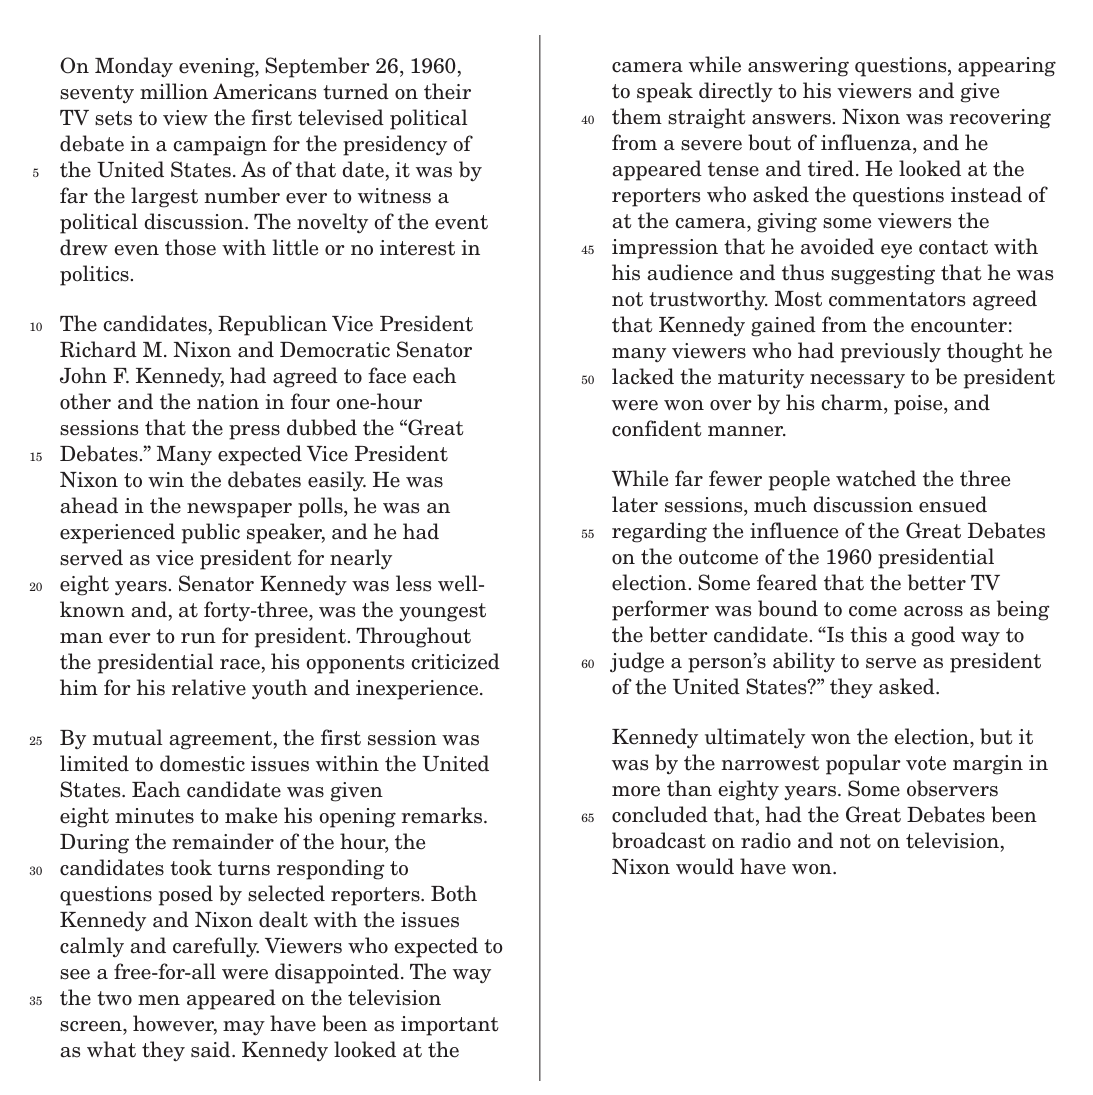 On Monday evening, September 26, 1960,
seventy million Americans turned on their
TV sets to view the first televised political
debate in a campaign for the presidency of
5 the United States. As of that date, it was by
far the largest number ever to witness a
political discussion. The novelty of the event
drew even those with little or no interest in
politics.
10 The candidates, Republican Vice President
Richard M. Nixon and Democratic Senator
John F. Kennedy, had agreed to face each
other and the nation in four one-hour
sessions that the press dubbed the “Great
15 Debates.” Many expected Vice President
Nixon to win the debates easily. He was
ahead in the newspaper polls, he was an
experienced public speaker, and he had
served as vice president for nearly
20 eight years. Senator Kennedy was less well-
known and, at forty-three, was the youngest
man ever to run for president. Throughout
the presidential race, his opponents criticized
him for his relative youth and inexperience.
25 By mutual agreement, the first session was
limited to domestic issues within the United
States. Each candidate was given
eight minutes to make his opening remarks.
During the remainder of the hour, the
30 candidates took turns responding to
questions posed by selected reporters. Both
Kennedy and Nixon dealt with the issues
calmly and carefully. Viewers who expected to
see a free-for-all were disappointed. The way
35 the two men appeared on the television
screen, however, may have been as important
as what they said. Kennedy looked at the
camera while answering questions, appearing
to speak directly to his viewers and give
40 them straight answers. Nixon was recovering
from a severe bout of influenza, and he
appeared tense and tired. He looked at the
reporters who asked the questions instead of
at the camera, giving some viewers the
45 impression that he avoided eye contact with
his audience and thus suggesting that he was
not trustworthy. Most commentators agreed
that Kennedy gained from the encounter:
many viewers who had previously thought he
50 lacked the maturity necessary to be president
were won over by his charm, poise, and
confident manner.
While far fewer people watched the three
later sessions, much discussion ensued
55 regarding the influence of the Great Debates
on the outcome of the 1960 presidential
election. Some feared that the better TV
performer was bound to come across as being
the better candidate. “Is this a good way to
60 judge a person’s ability to serve as president
of the United States?” they asked.
Kennedy ultimately won the election, but it
was by the narrowest popular vote margin in
more than eighty years. Some observers
65 concluded that, had the Great Debates been
broadcast on radio and not on television,
Nixon would have won.